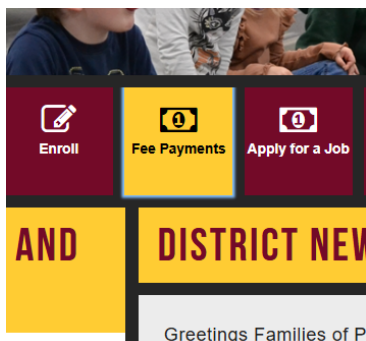 Enroll
Fee Payments
Apply for a Job
AND
DISTRICT NEW
Greetings Families of P